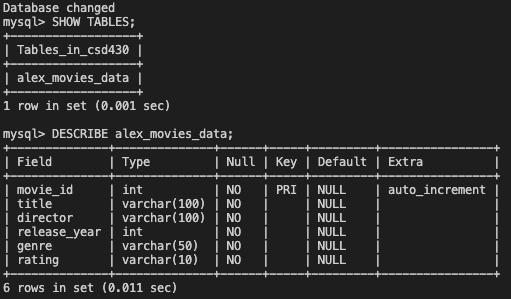 Database changed
mysql> SHOW TABLES;
+-------------------+
| Tables_in_csd430 |
+-------------------+
| alex_movies_data |
+-------------------+
1 row in set (0.001 sec)
mysql> DESCRIBE alex_movies_data;
+--------------+--------------+------+-----+---------+----------------+
| Field | Type | Null | Key | Default | Extra |
+--------------+--------------+------+-----+---------+----------------+
| movie_id | int | NO | PRI | NULL | auto_increment |
| title | varchar(100) | NO | | NULL | |
| director | varchar(100) | NO | | NULL | |
| release_year | int | NO | | NULL | |
| genre | varchar(50) | NO | | NULL | |
| rating | varchar(10) | NO | | NULL | |
+--------------+--------------+------+-----+---------+----------------+
6 rows in set (0.011 sec)